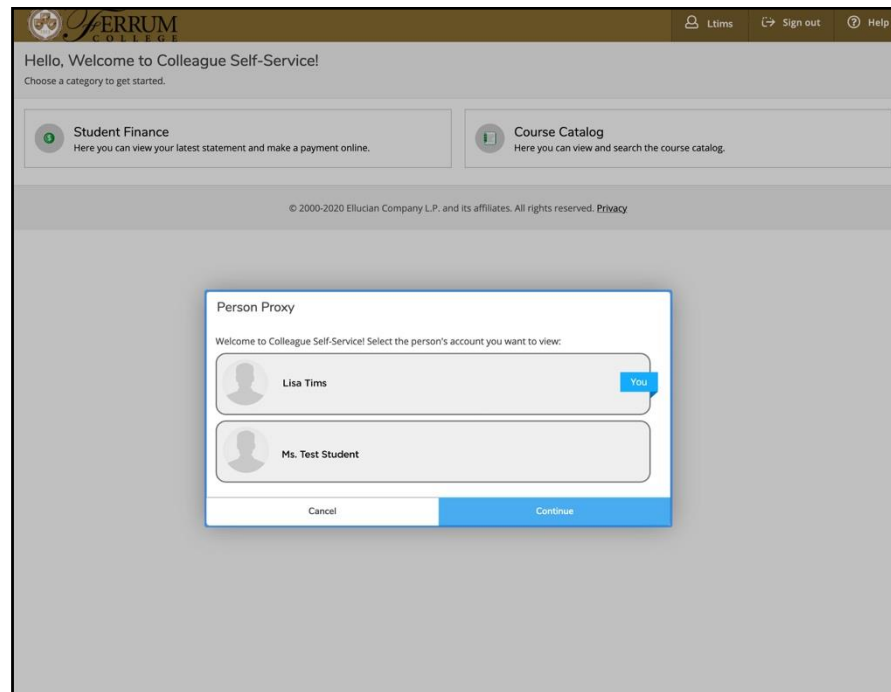 FERRUM
COLLEGE
Ltims
Sign out
Help
Hello, Welcome to Colleague Self-Service!
Choose a category to get started.
Student Finance
Here you can view your latest statement and make a payment online.
Course Catalog
Here you can view and search the course catalog.
© 2000-2020 Ellucian Company L.P. and its affiliates. All rights reserved. Privacy
Person Proxy
Welcome to Colleague Self-Service! Select the person's account you want to view:
Lisa Tims
You
Ms. Test Student
Cancel
Continue